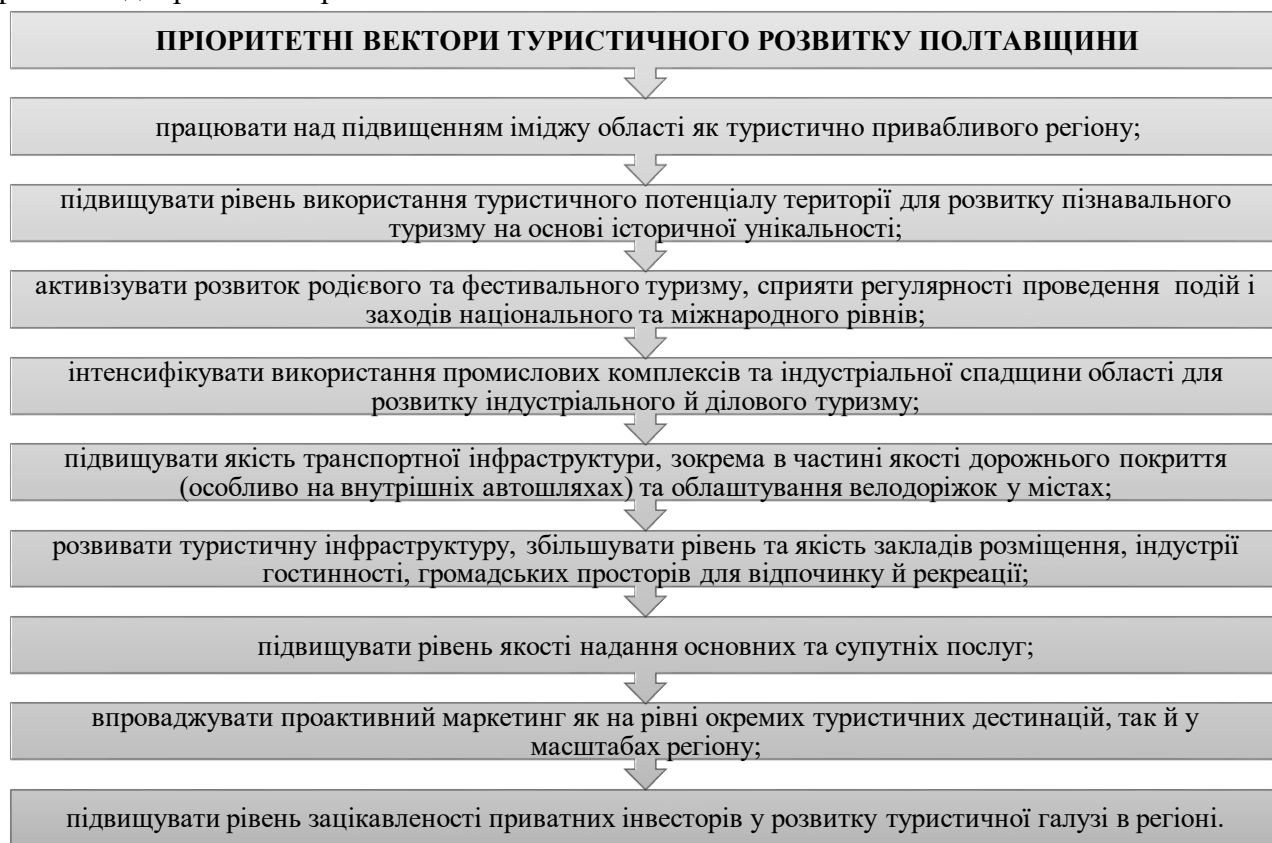 ПРІОРИТЕТНІ ВЕКТОРИ ТУРИСТИЧНОГО РОЗВИТКУ ПОЛТАВЩИНИ
працювати над підвищенням іміджу області як туристично привабливого регіону;
підвищувати рівень використання туристичного потенціалу території для розвитку пізнавального
туризму на основі історичної унікальності;
активізувати розвиток родієвого та фестивального туризму, сприяти регулярності проведення подій і
заходів національного та міжнародного рівнів;
інтенсифікувати використання промислових комплексів та індустріальної спадщини області для
розвитку індустріального й ділового туризму;
підвищувати якість транспортної інфраструктури, зокрема в частині якості дорожнього покриття
(особливо на внутрішніх автошляхах) та облаштування велодоріжок у містах;
розвивати туристичну інфраструктуру, збільшувати рівень та якість закладів розміщення, індустрії
гостинності, громадських просторів для відпочинку й рекреації;
підвищувати рівень якості надання основних та супутніх послуг;
впроваджувати проактивний маркетинг як на рівні окремих туристичних дестинацій, так й у
масштабах регіону;
підвищувати рівень зацікавленості приватних інвесторів у розвитку туристичної галузі в регіоні.